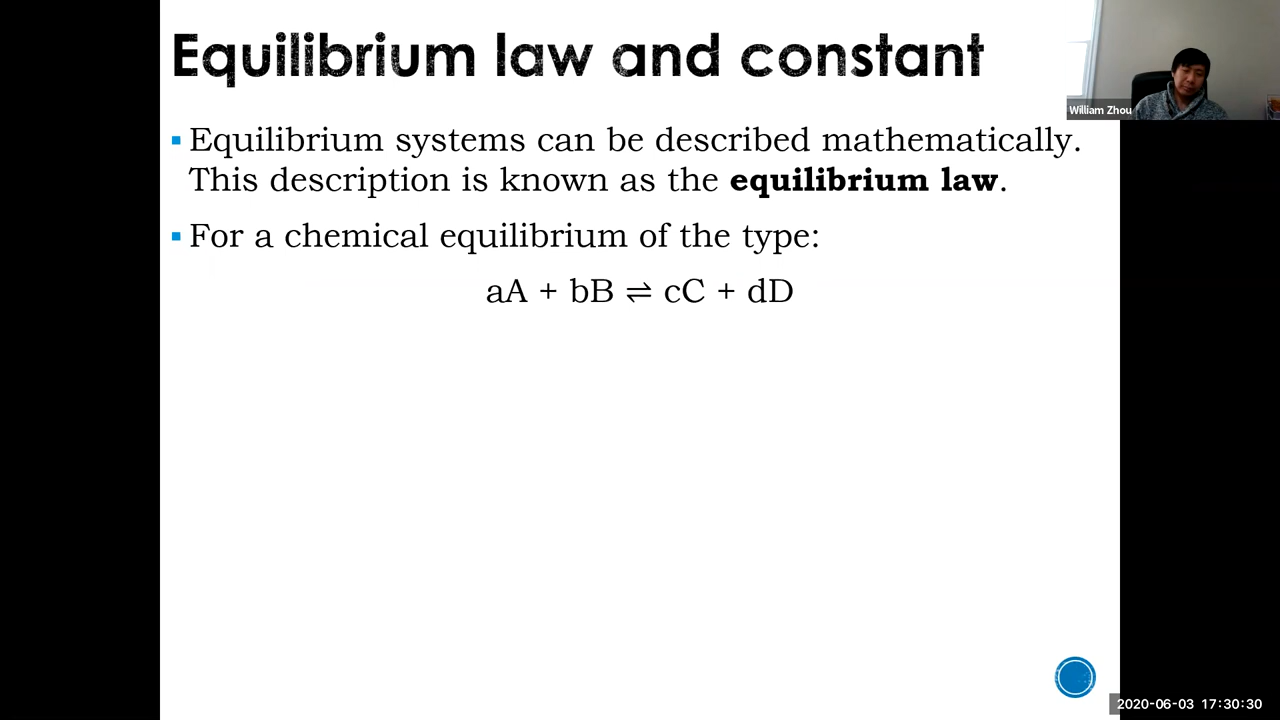 Equilibrium law and constant
William Zhou
▪ Equilibrium systems can be described mathematically.
This description is known as the equilibrium law.
▪ For a chemical equilibrium of the type:
aA + bB ⇌ cC + dD
2020-06-03 17:30:30